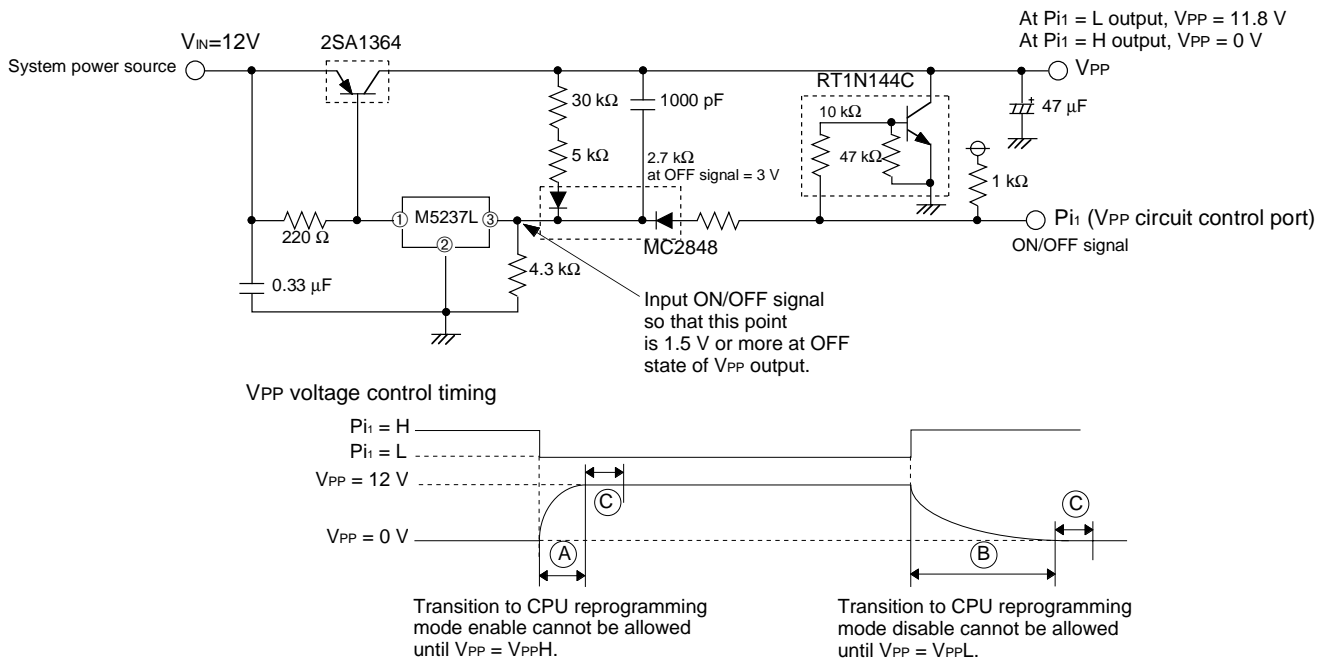 At Pi1 = L output, VPP = 11.8 V
At Pi1 = H output, VPP = 0 V
VIN=12V
2SA1364
System power source
VPP
RT1N144C
30 kΩ
1000 pF
10 kΩ
47 µF
5 kΩ
2.7 kΩ
at OFF signal = 3 V
47 kΩ
1 kΩ
① M5237L ③
②
220 Ω
Pi1 (VPP circuit control port)
ON/OFF signal
MC2848
4.3 kΩ
0.33 µF
Input ON/OFF signal
so that this point
is 1.5 V or more at OFF
state of VPP output.
VPP voltage control timing
Pi1 = H
Pi1 = L
VPP = 12 V
C
C
VPP = 0 V
A
B
Transition to CPU reprogramming
mode enable cannot be allowed
until VPP = VPPH.
Transition to CPU reprogramming
mode disable cannot be allowed
until VPP = VPPL.